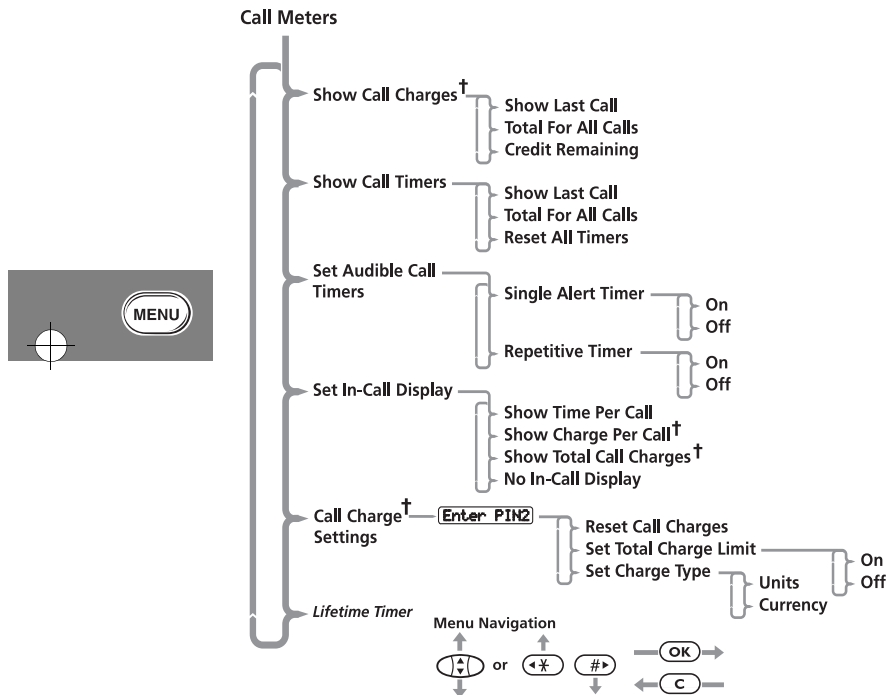 Call Meters
Show Call Charges†
Show Last Call
Total For All Calls
Credit Remaining
Show Call Timers
Show Last Call
Total For All Calls
Reset All Timers
Set Audible Call
Timers
Single Alert Timer
On
Off
Repetitive Timer
On
Off
MENU
Set In-Call Display
Show Time Per Call
Show Charge Per Call†
Show Total Call Charges†
No In-Call Display
Call Charge†
Settings
Enter PIN2
Reset Call Charges
Set Total Charge Limit
On
Off
Set Charge Type
Units
Currency
Lifetime Timer
Menu Navigation
or
*
#
OK
C